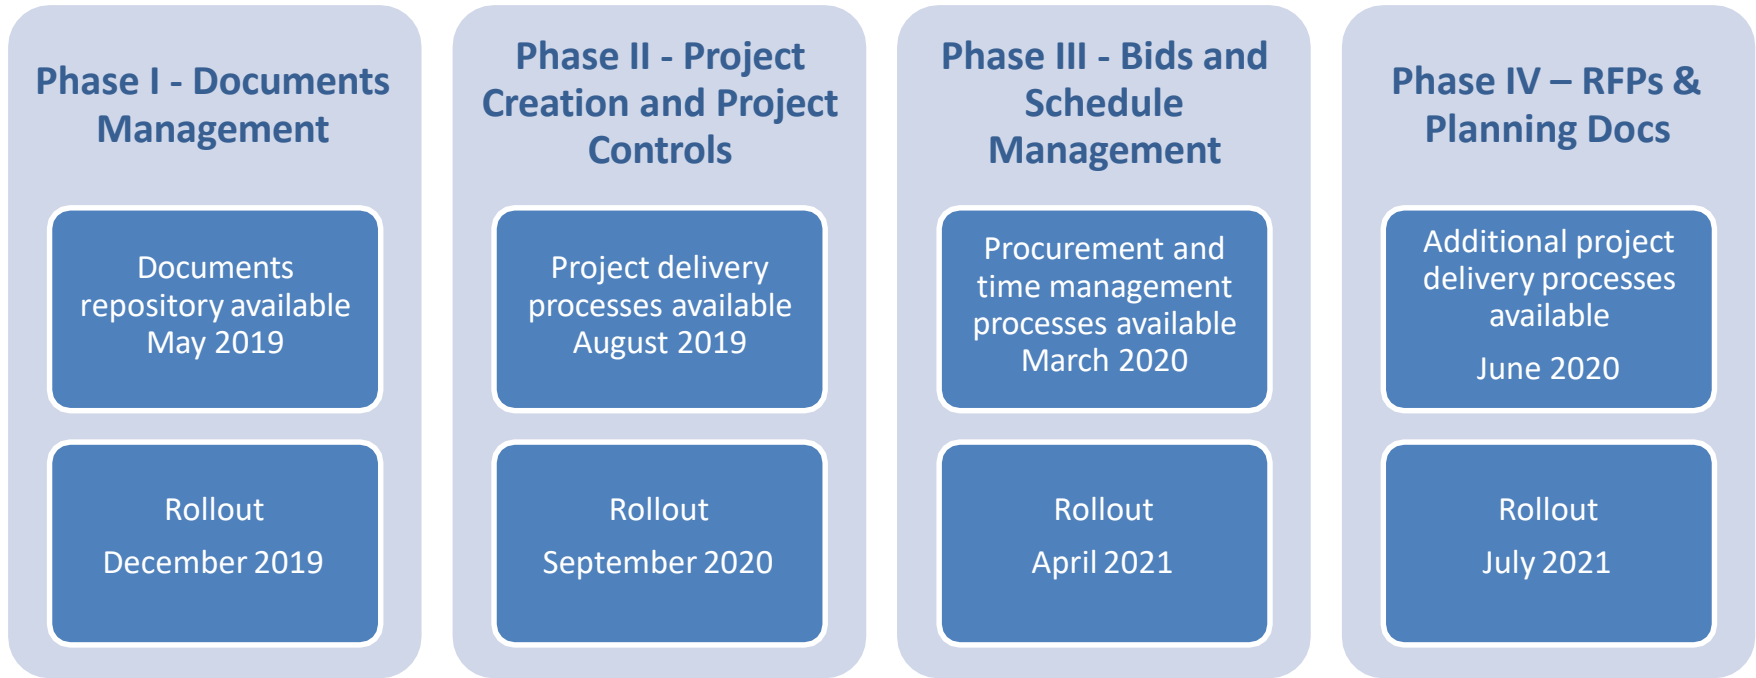 Phase I - Documents
Management
Documents
repository available
May 2019
Rollout
December 2019
Phase II - Project
Creation and Project
Controls
Project delivery
processes available
August 2019
Rollout
September 2020
Phase III - Bids and
Schedule
Management
Procurement and
time management
processes available
March 2020
Rollout
April 2021
Phase IV – RFPs &
Planning Docs
Additional project
delivery processes
available
June 2020
Rollout
July 2021